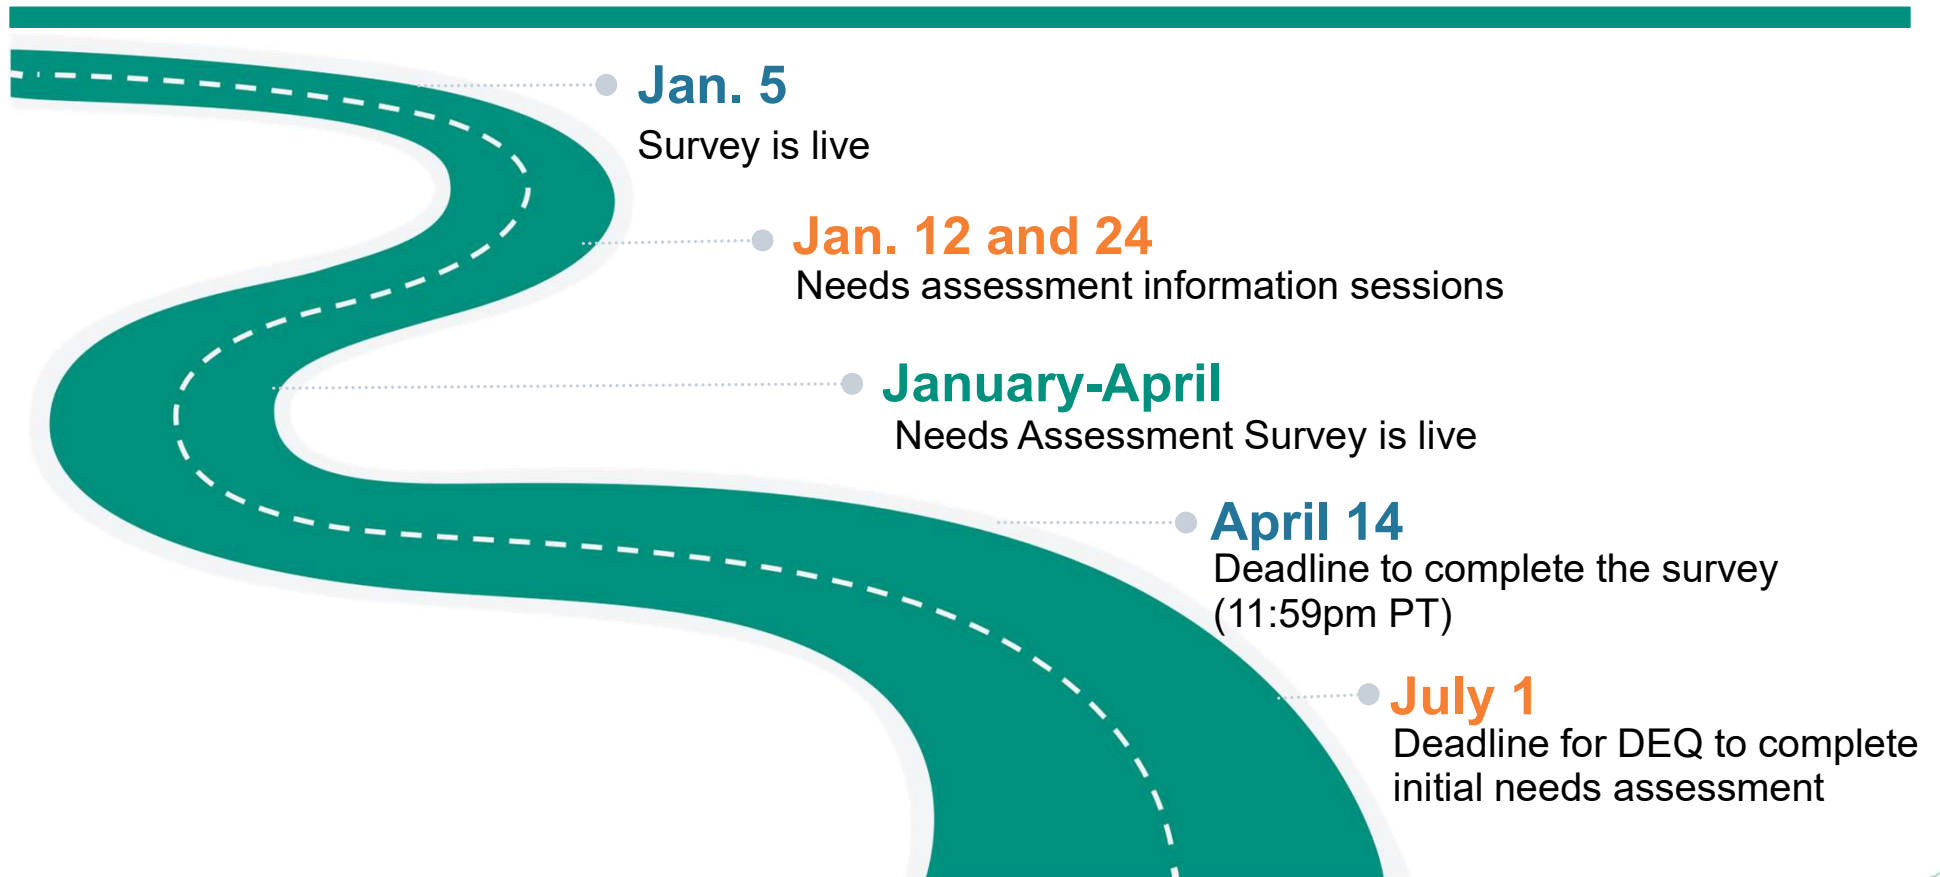 Jan. 5
Survey is live
Jan. 12 and 24
Needs assessment information sessions
January-April
Needs Assessment Survey is live
April 14
Deadline to complete the survey
(11:59pm PT)
July 1
Deadline for DEQ to complete
initial needs assessment